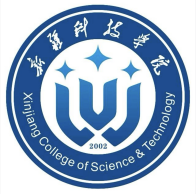 新疆科技学院
2002
Xinjiang College of Science & Technology